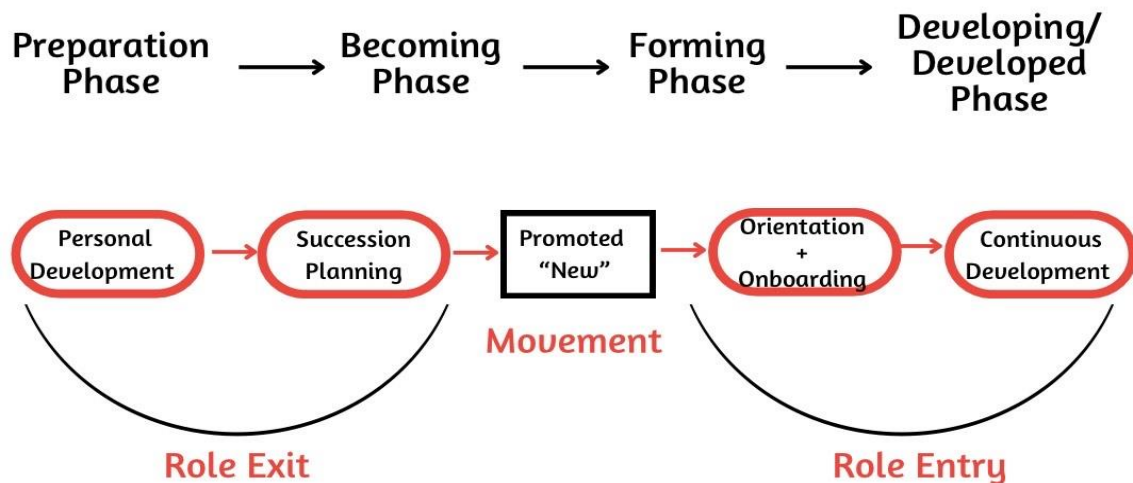 Preparation
Phase
Becoming
Phase
Forming
Phase
Developing/
Developed
Phase
Personal
Development
Succession
Planning
Promoted
“New”
Orientation
+
Onboarding
Continuous
Development
Movement
Role Exit
Role Entry